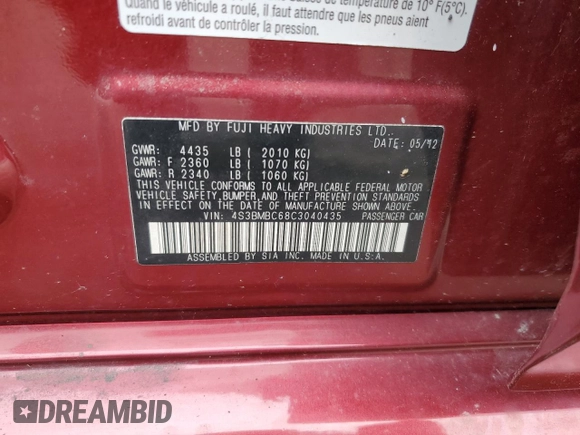 Quand le véhicule a roulé, il faut attendre que les pneus aient
refroidi avant de contrôler la pression.
MFD BY FUJI HEAVY INDUSTRIES LTD.
DATE: 05/12
GVWR: 4435 LB ( 2010 KG)
GAWR: F 2360 LB ( 1070 KG)
GAWR: R 2340 LB ( 1060 KG)
THIS VEHICLE CONFORMS TO ALL APPLICABLE FEDERAL MOTOR
VEHICLE SAFETY,BUMPER,AND THEFT PREVENTION STANDARDS
IN EFFECT ON THE DATE OF MANUFACTURE SHOWN ABOVE.
VIN: 4S3BMBC68C3040435 PASSENGER CAR
ASSEMBLED BY SIA INC. MADE IN U.S.A.
DREAMBID